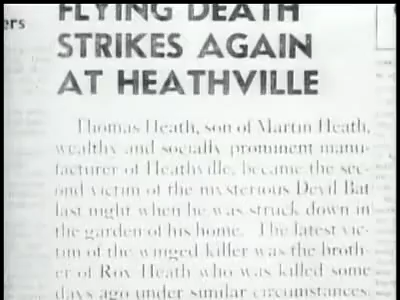 ers
FLYING DEATH
STRIKES AGAIN
AT HEATHVILLE
Thomas Heath, son of Martin Heath,
wealthy and socially prominent manu-
facturer of Heathville, became the sec-
ond victim of the mysterious Devil Bat
last night when he was struck down in
the garden of his home. The latest vic-
tim of the winged killer was the broth-
er of Roy Heath who was killed some
days ago under similar circumstances.